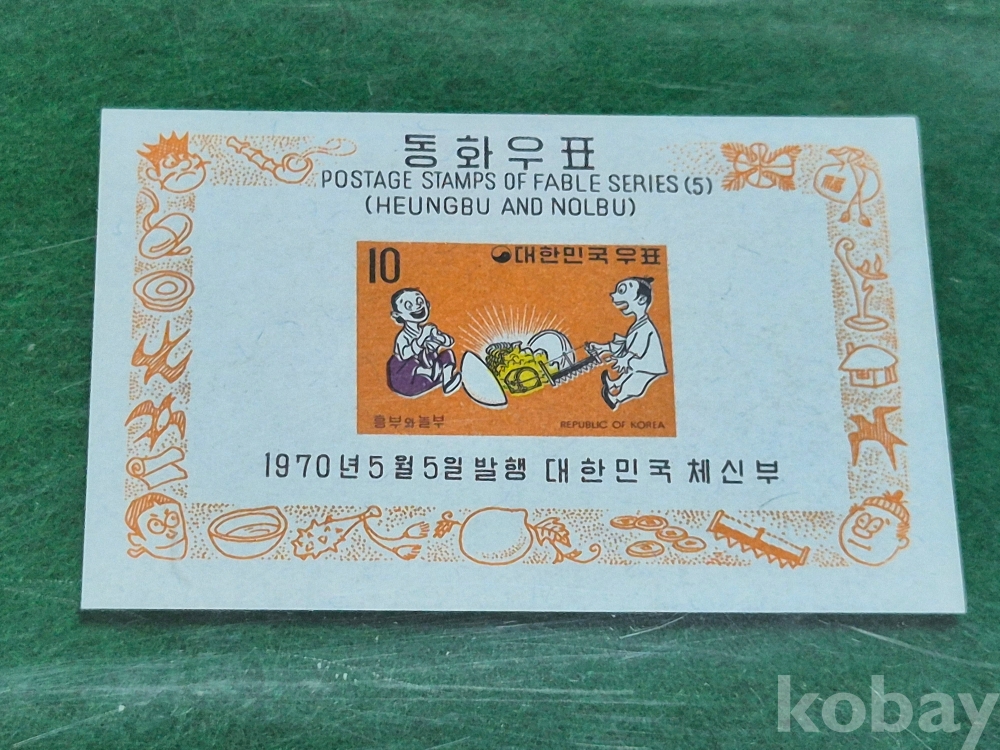 동화우표
POSTAGE STAMPS OF FABLE SERIES (5)
(HEUNGBU AND NOLBU)
10 대한민국우표
흥부와놀부 REPUBLIC OF KOREA
1970년5월5일발행 대한민국 체신부
kobay